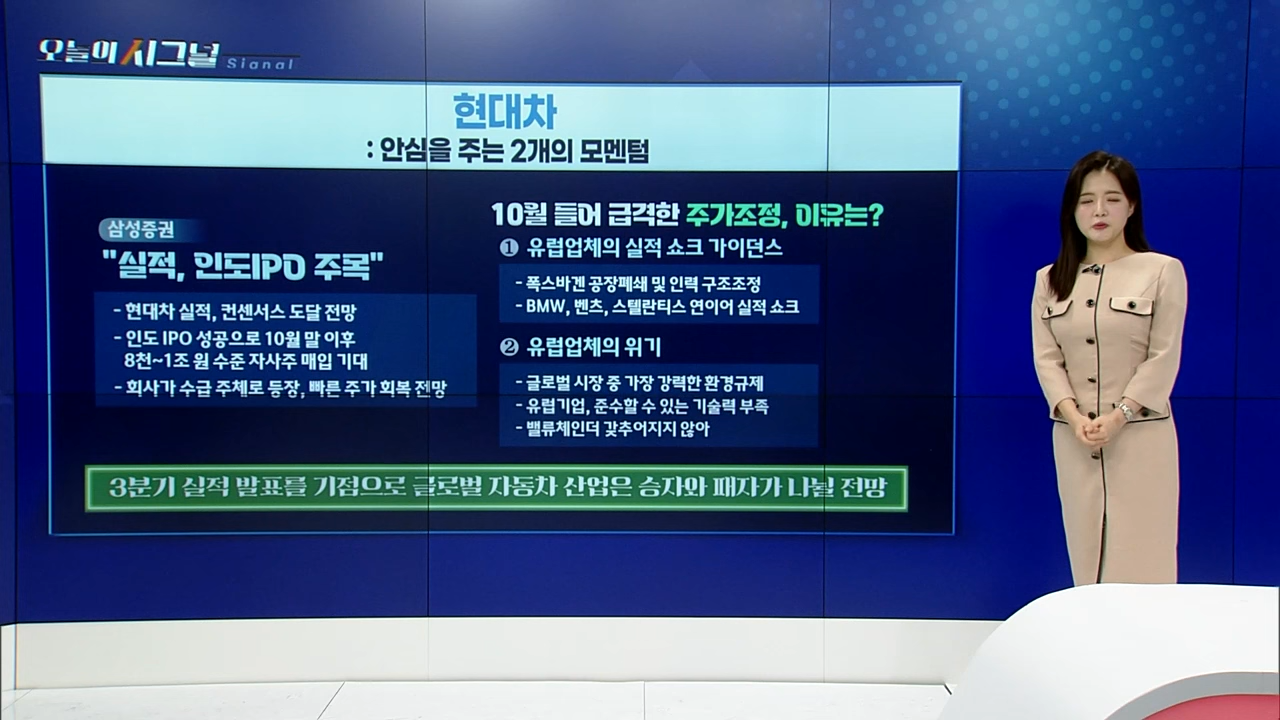 오늘의 시그널 Signal
현대차
: 안심을 주는 2개의 모멘텀
삼성증권
"실적, 인도IPO 주목"
- 현대차 실적, 컨센서스 도달 전망
- 인도 IPO 성공으로 10월 말 이후
8천~1조 원 수준 자사주 매입 기대
- 회사가 수급 주체로 등장, 빠른 주가 회복 전망
10월 들어 급격한 주가조정, 이유는?
❶ 유럽업체의 실적 쇼크 가이던스
- 폭스바겐 공장폐쇄 및 인력 구조조정
- BMW, 벤츠, 스텔란티스 연이어 실적 쇼크
❷ 유럽업체의 위기
- 글로벌 시장 중 가장 강력한 환경규제
- 유럽기업, 준수할 수 있는 기술력 부족
- 밸류체인더 갖추어지지 않아
3분기 실적 발표를 기점으로 글로벌 자동차 산업은 승자와 패자가 나뉠 전망